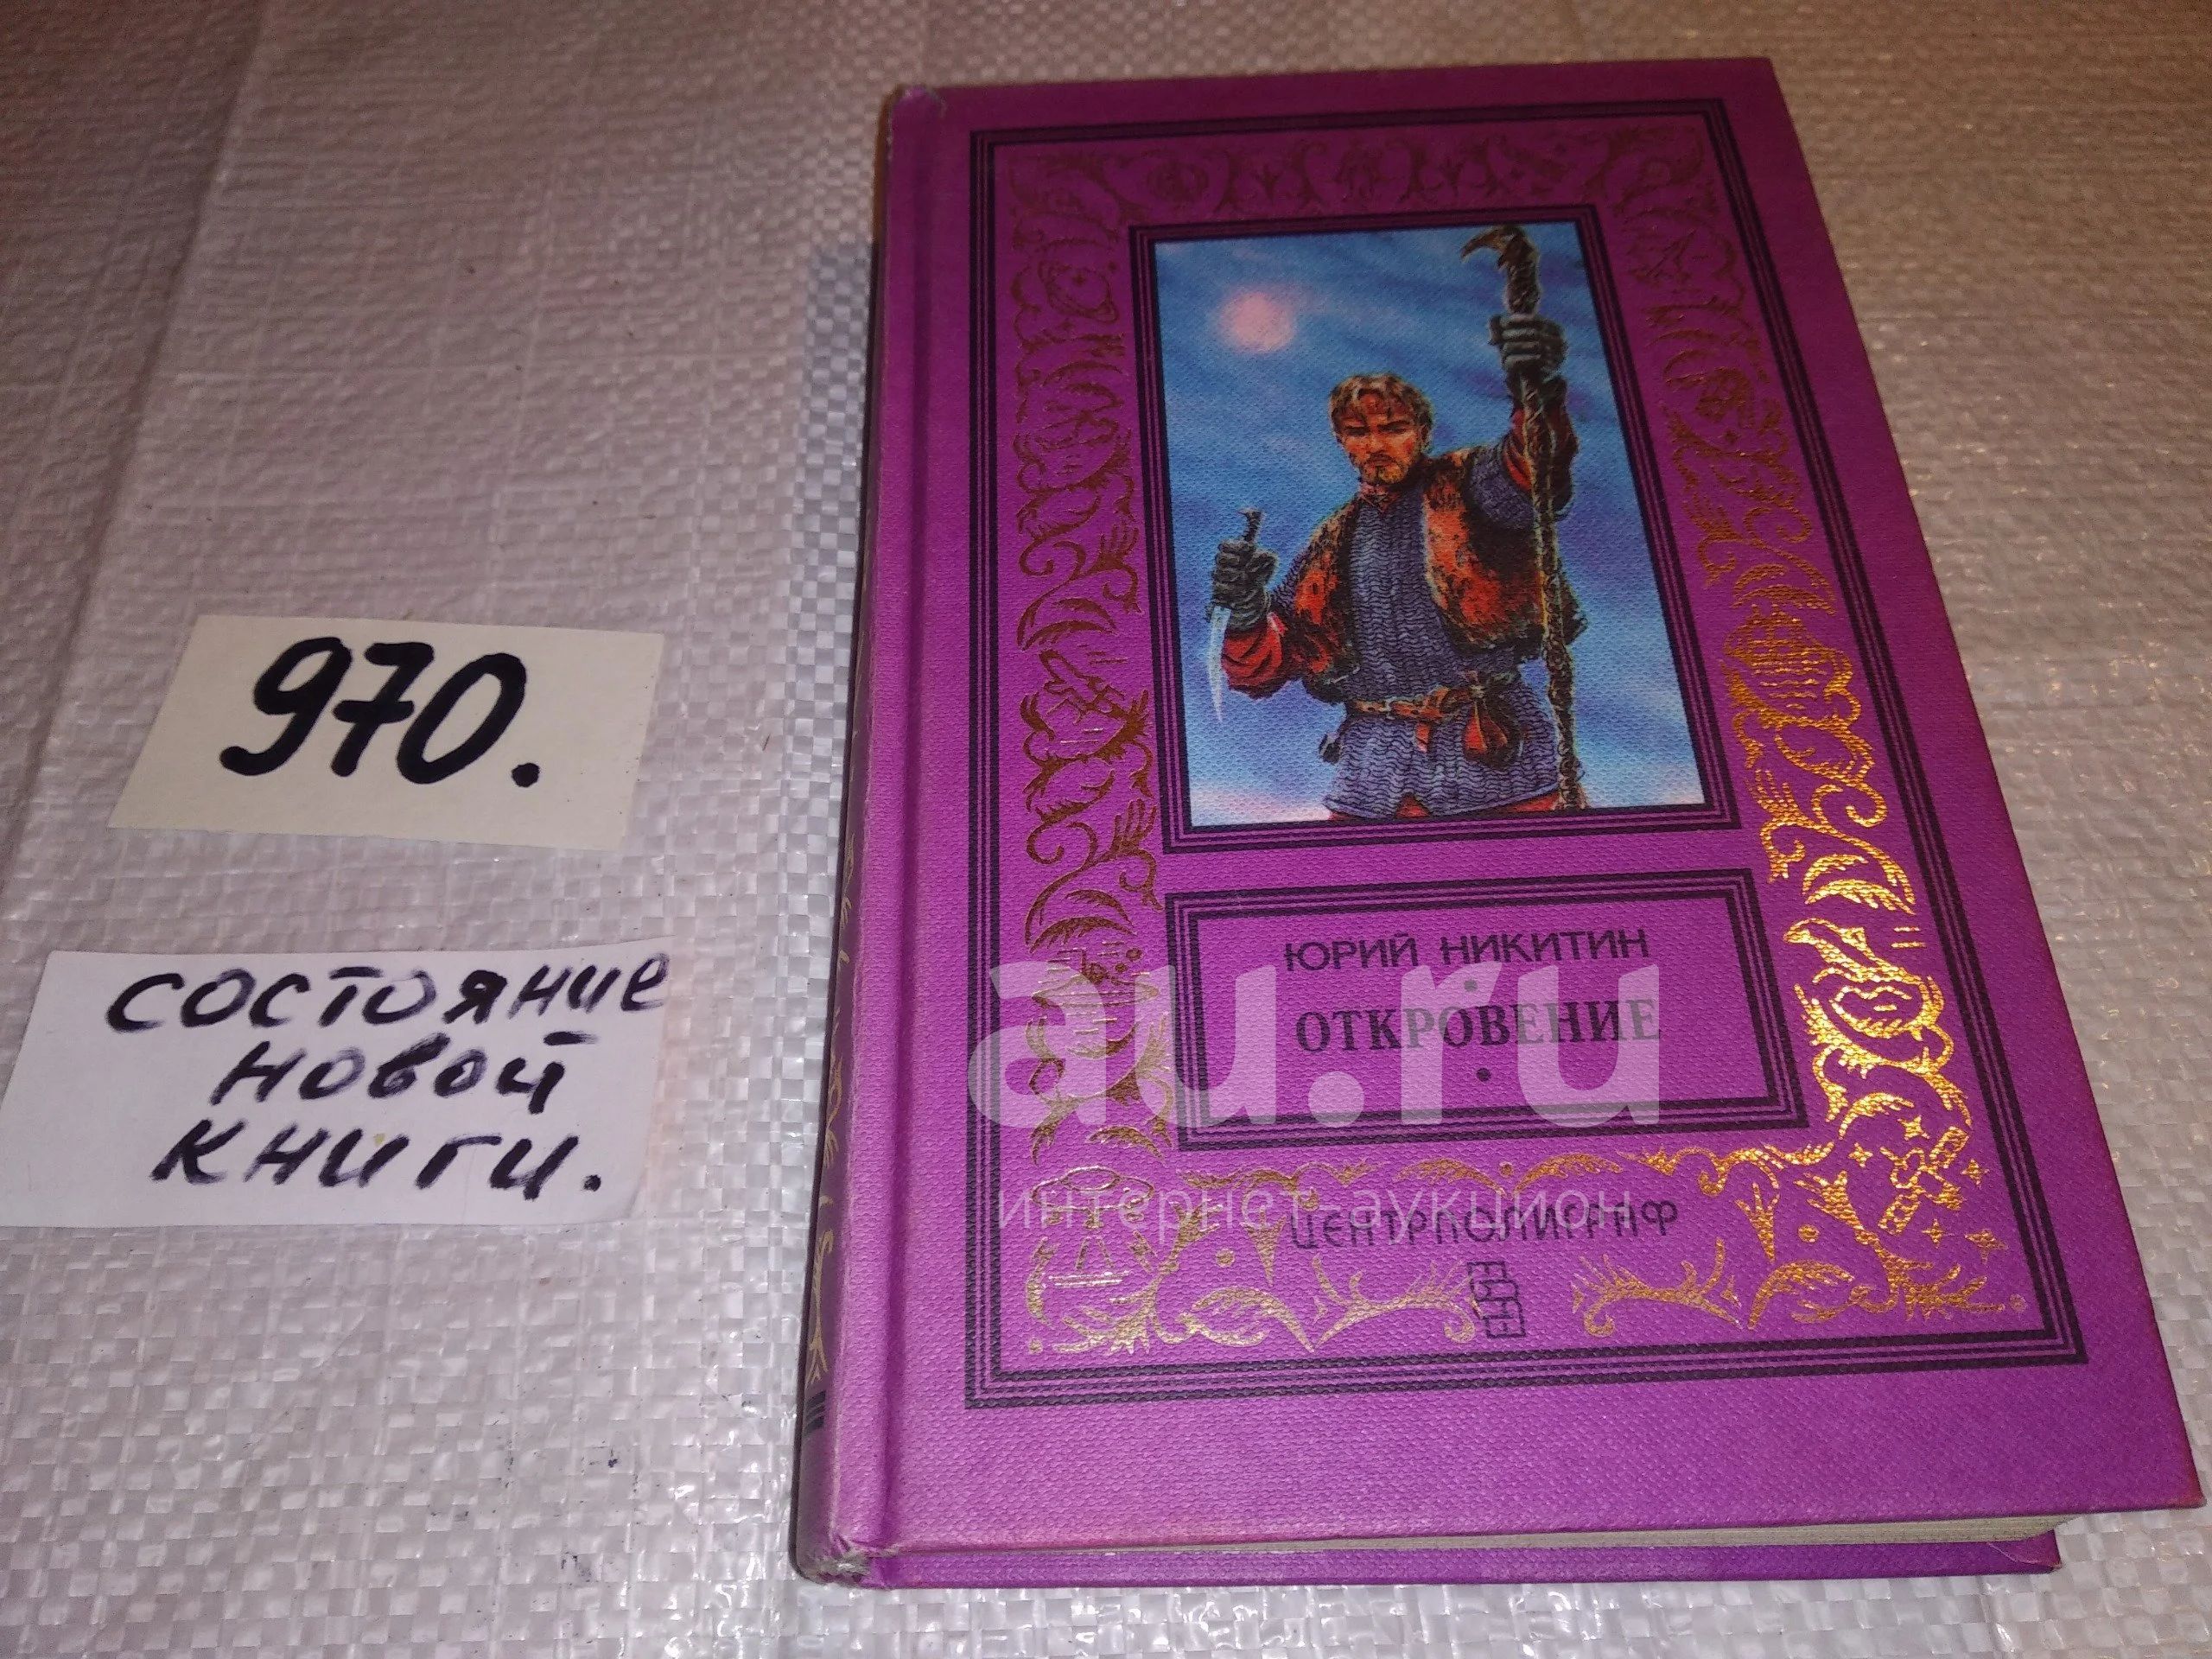 970.
состояние
новой
книги.
ЮРИЙ НИКИТИН
ОТКРОВЕНИЕ
ЦЕНТРПОЛИГРАФ
au.ru
интернет-аукцион